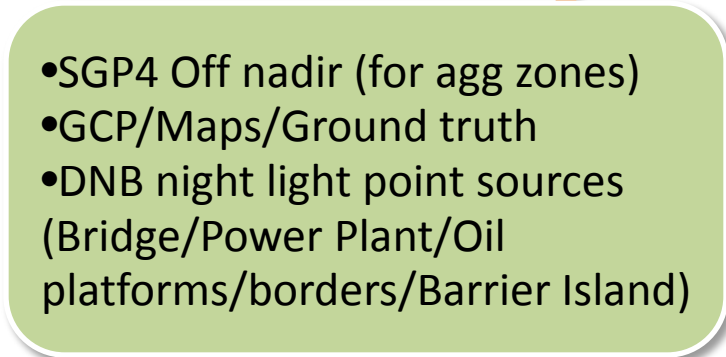 •SGP4 Off nadir (for agg zones)
•GCP/Maps/Ground truth
•DNB night light point sources
(Bridge/Power Plant/Oil
platforms/borders/Barrier Island)